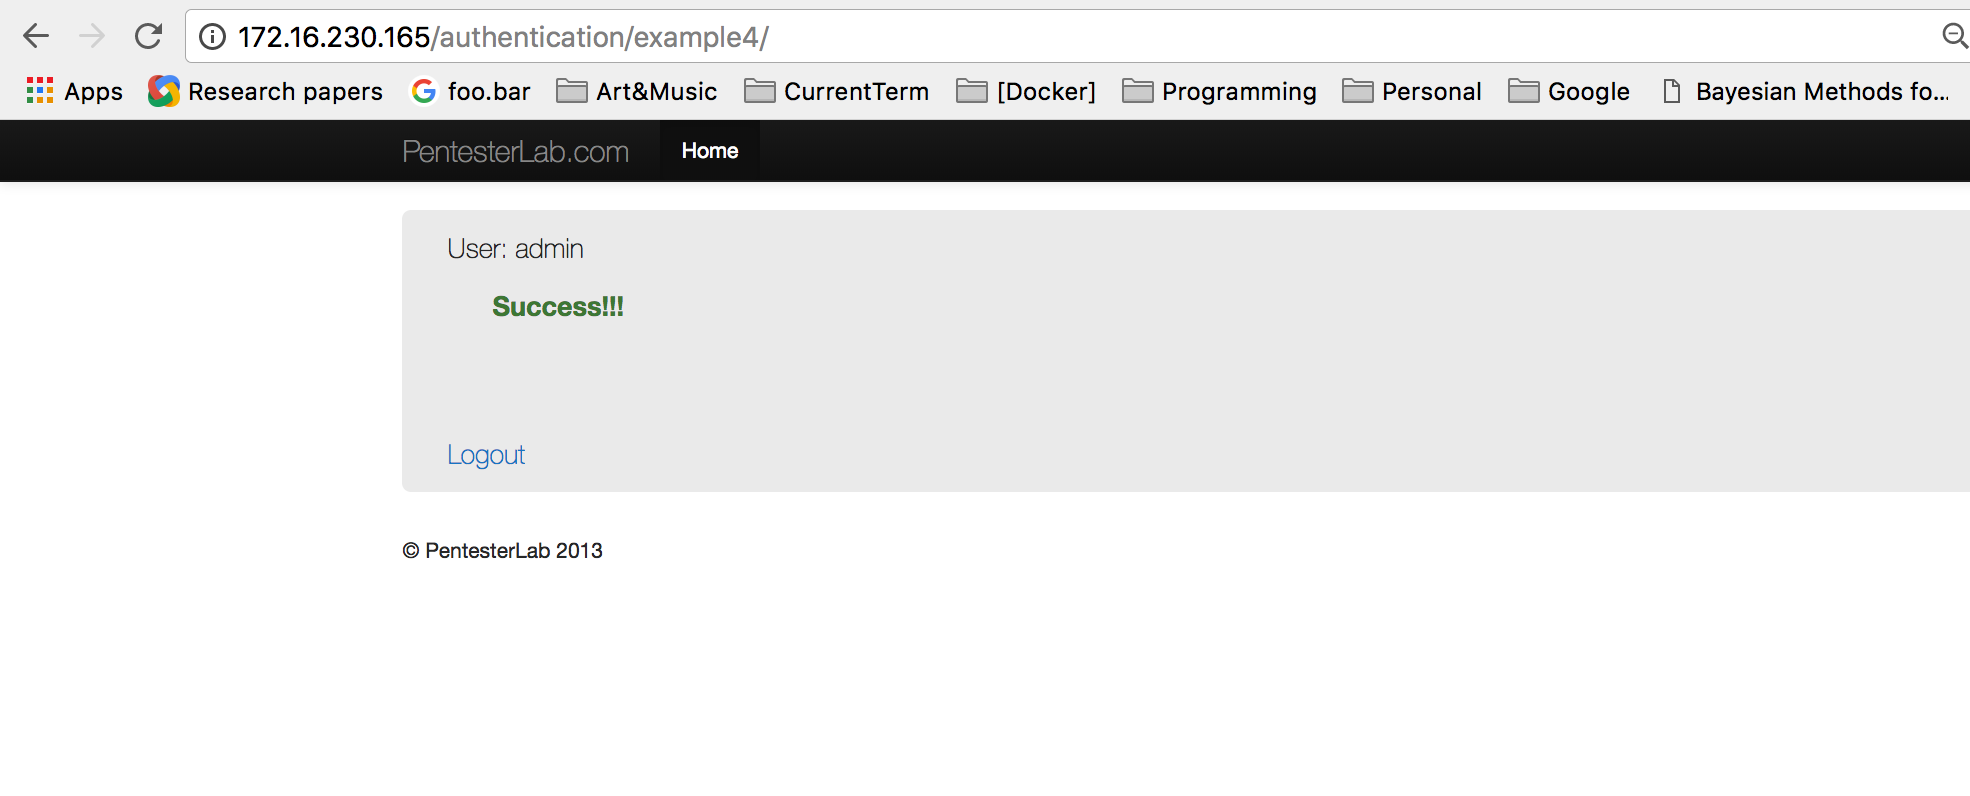 172.16.230.165/authentication/example4/
Apps Research papers foo.bar Art&Music CurrentTerm [Docker] Programming Personal Google Bayesian Methods fo...
PentesterLab.com Home
User: admin
Success!!!
Logout
© PentesterLab 2013